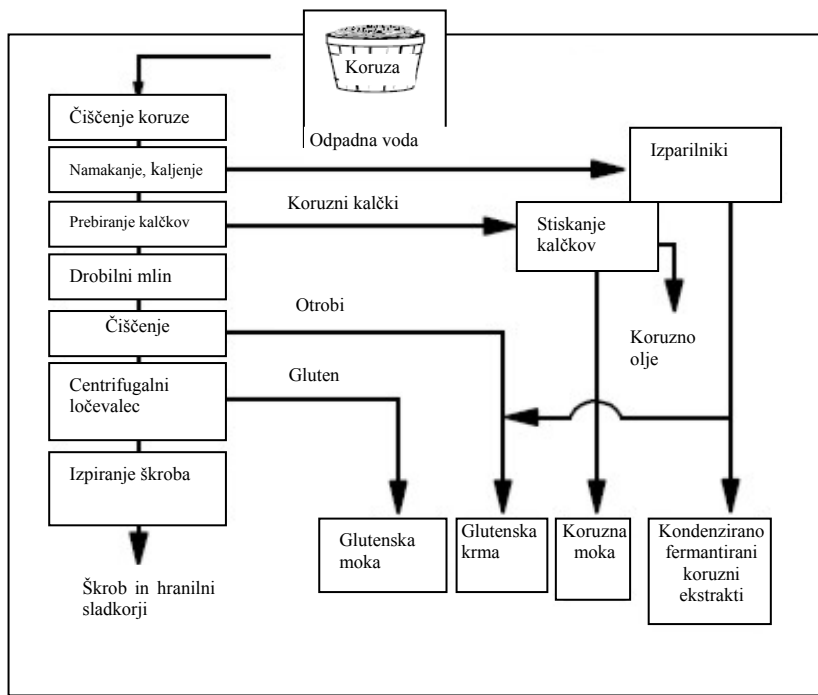 Koruza
Čiščenje koruze
Odpadna voda
Izparilniki
Namakanje, kaljenje
Koruzni kalčki
Prebiranje kalčkov
Stiskanje
kalčkov
Drobilni mlin
Otrobi
Čiščenje
Koruzno
olje
Gluten
Centrifugalni
ločevalec
Izpiranje škroba
Glutenska
moka
Glutenska
krma
Koruzna
moka
Kondenzirano
fermantirani
koruzni
ekstrakti
Škrob in hranilni
sladkorji